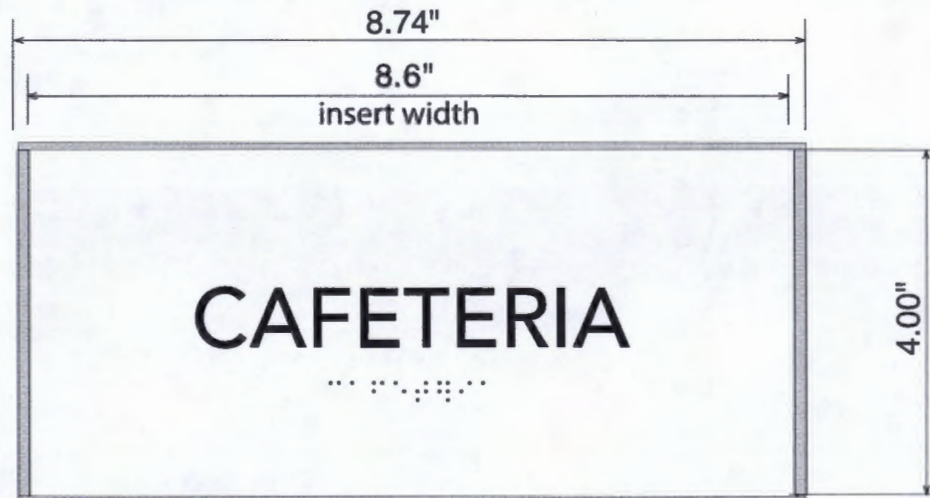 8.74"
8.6"
insert width
4.00"
CAFETERIA
⠉⠁⠋⠑⠞⠻⠊⠁